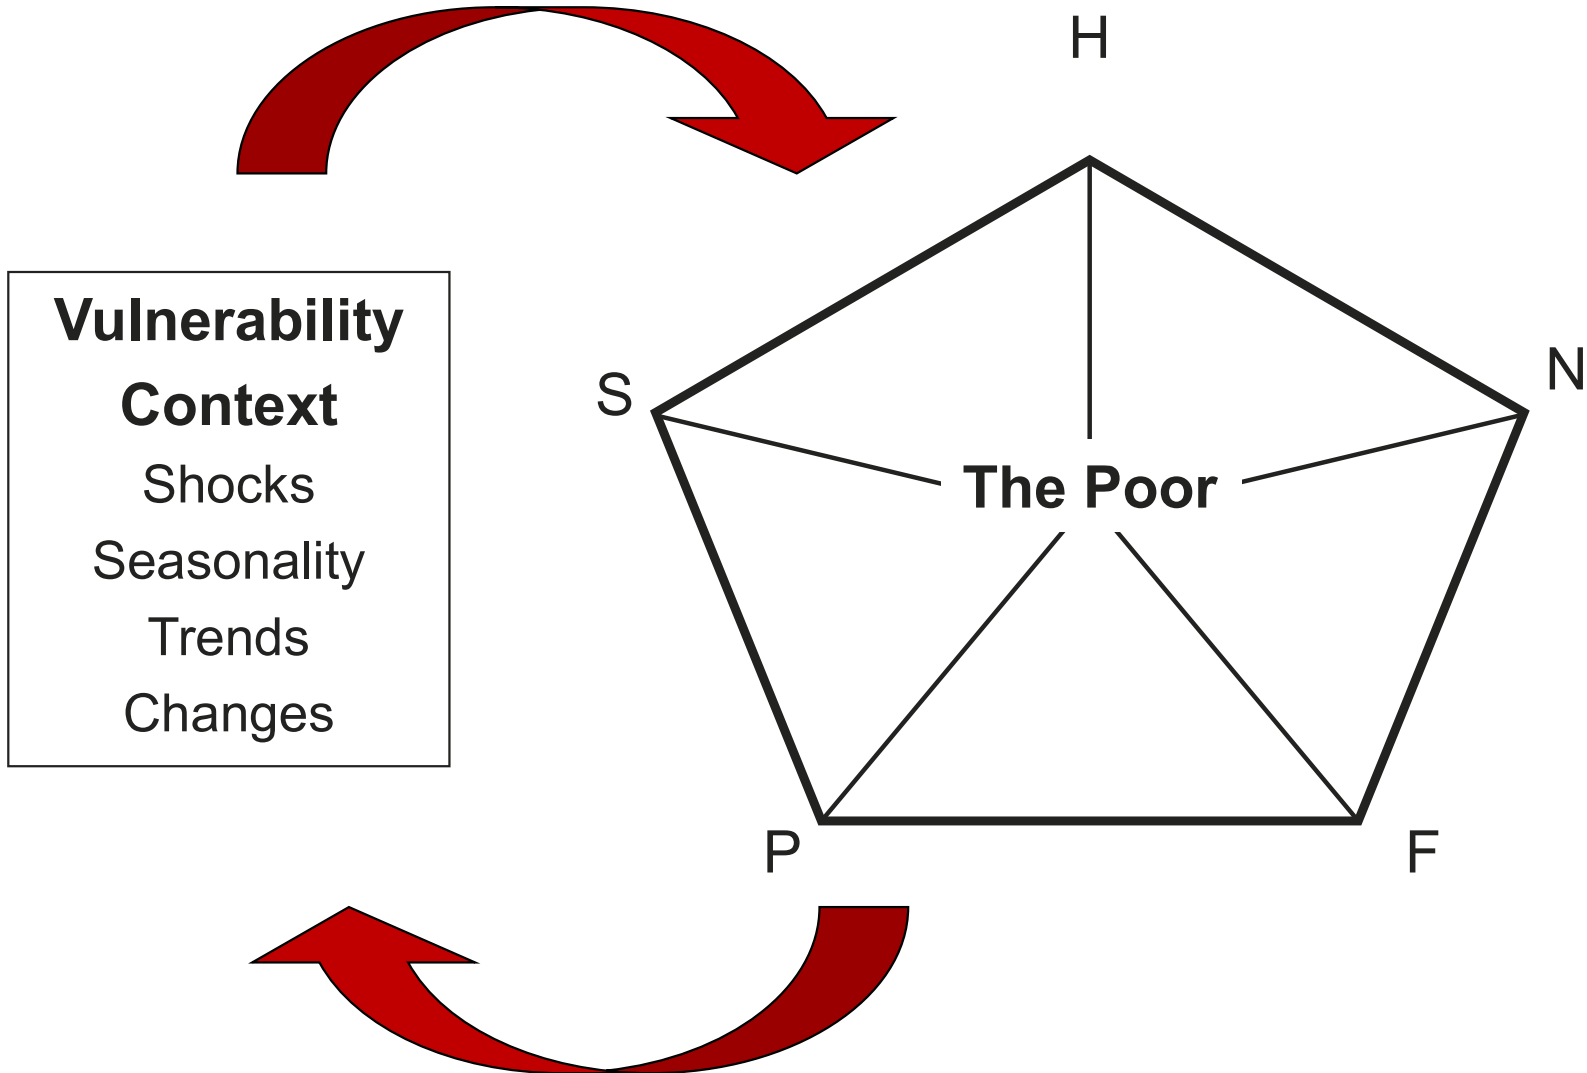 H
Vulnerability
Context
Shocks
Seasonality
Trends
Changes
S
N
The Poor
P
F